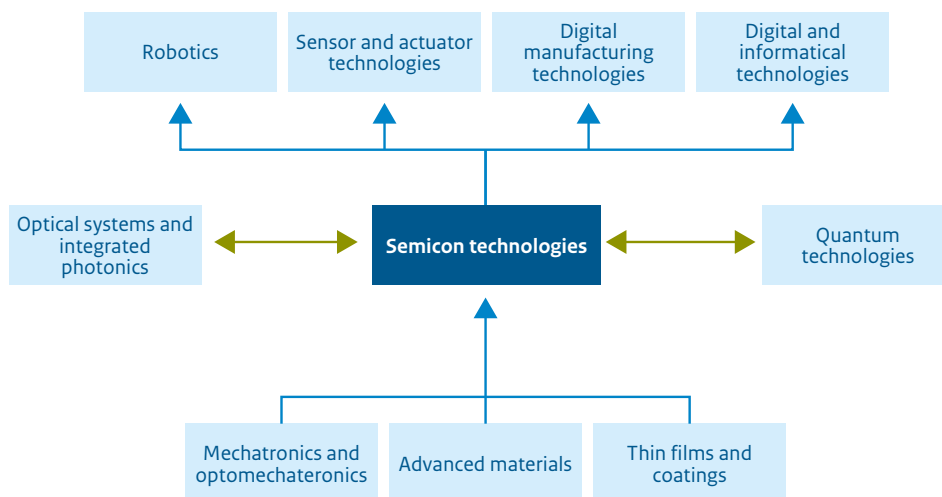 Robotics
Sensor and actuator
technologies
Digital
manufacturing
technologies
Digital and
informatical
technologies
Optical systems and
integrated
photonics
Semicon technologies
Quantum
technologies
Mechatronics and
optomechateronics
Advanced materials
Thin films and
coatings